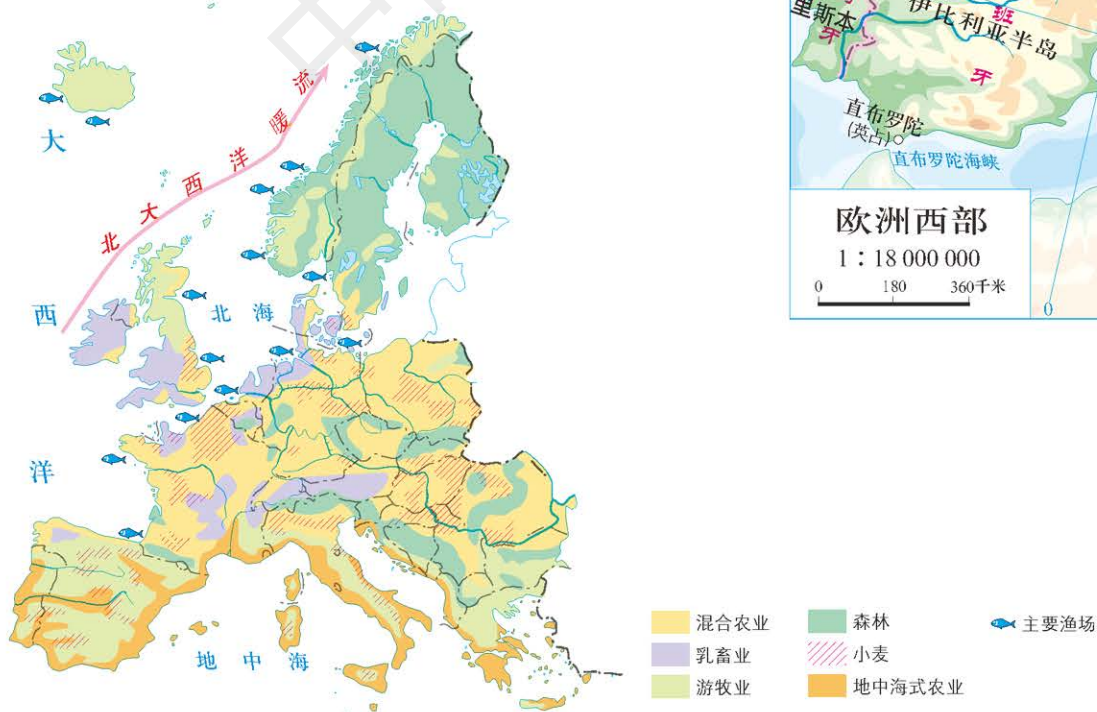 大
西
洋
北大西洋暖流
北海
地中海
里斯本
牙
伊比利亚半岛
班
牙
直布罗陀
(英占)
直布罗陀海峡
欧洲西部
1：18 000 000
0 180 360千米
0
混合农业
乳畜业
游牧业
森林
小麦
地中海式农业
主要渔场